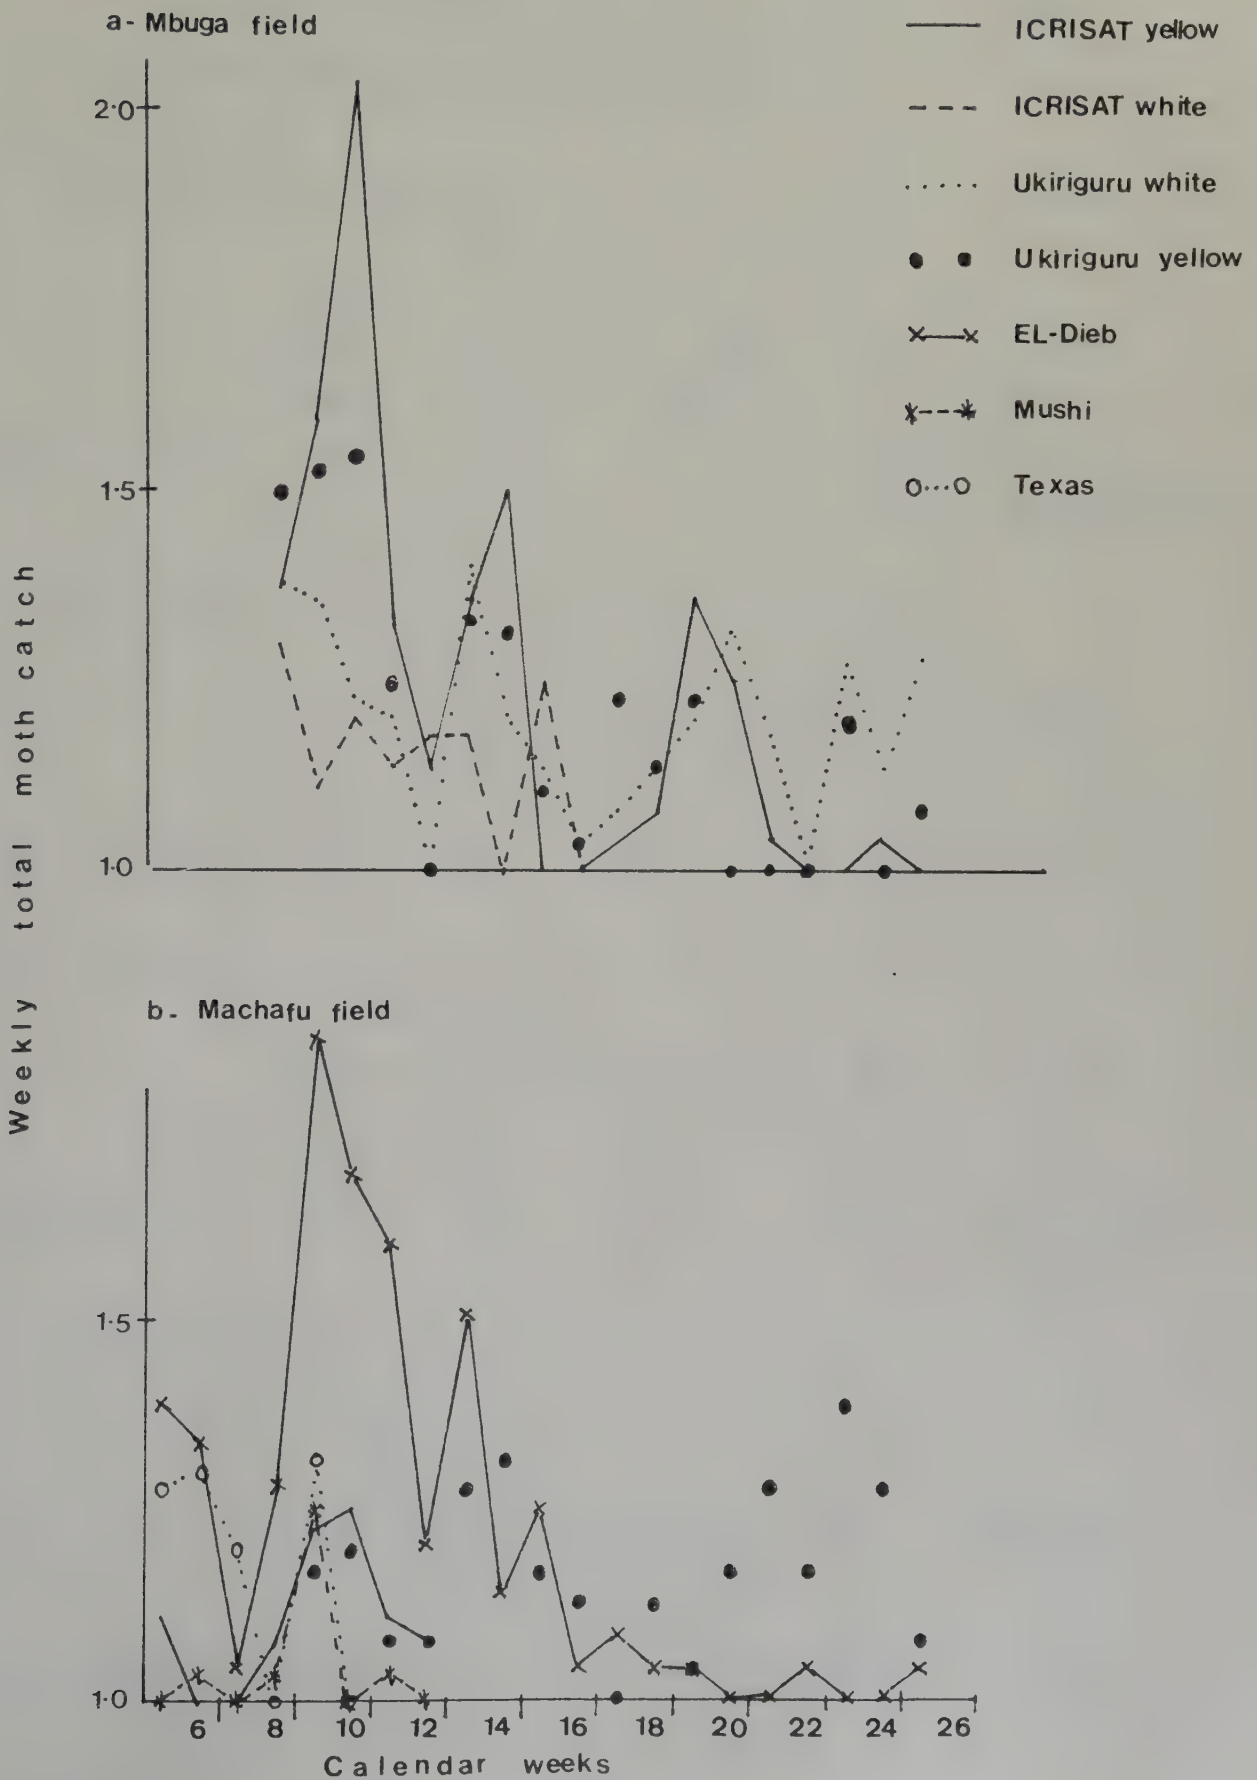 a- Mbuga field
ICRISAT yellow
ICRISAT white
Ukiriguru white
Ukiriguru yellow
EL-Dieb
Mushi
Texas
2·0
1·5
1·0
Weekly total moth catch
b- Machafu field
1·5
1·0
6 8 10 12 14 16 18 20 22 24 26
Calendar weeks